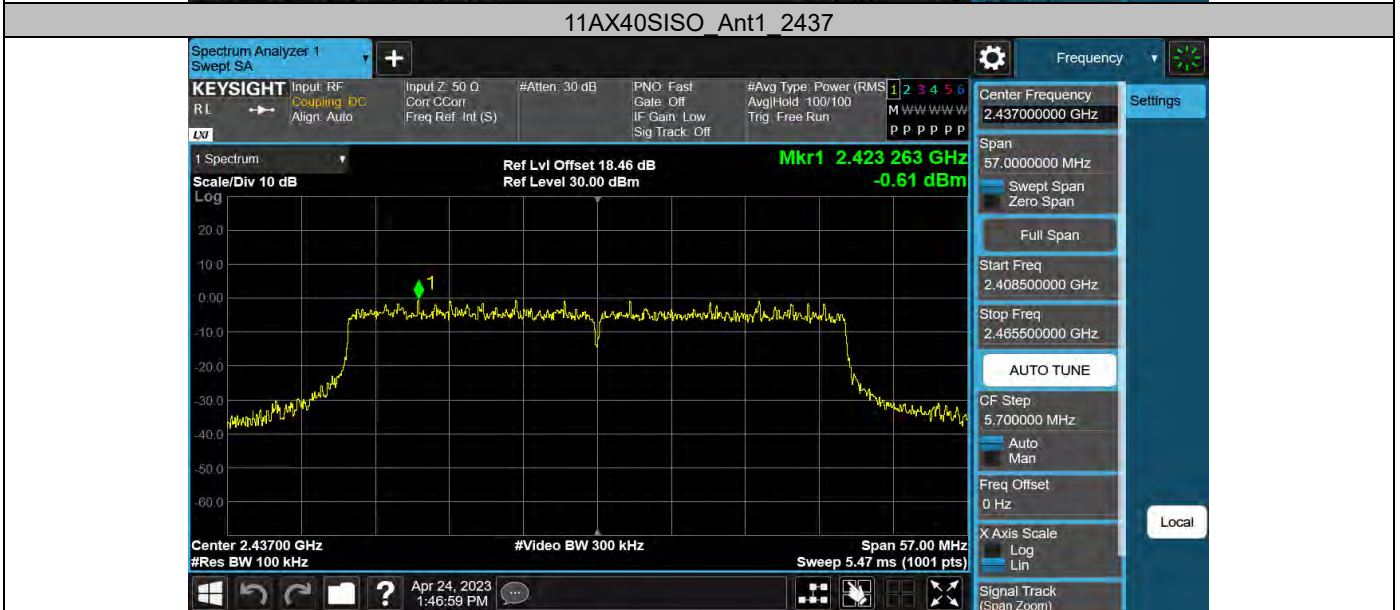 11AX40SISO_Ant1_2437
Spectrum Analyzer 1
Swept SA
Frequency
KEYSIGHT
RL
LXI
Input: RF
Coupling: DC
Align: Auto
Input Z: 50 Ω
Corr CCorr
Freq Ref: Int (S)
#Atten: 30 dB
PNO: Fast
Gate: Off
IF Gain: Low
Sig Track: Off
#Avg Type: Power (RMS
Avg|Hold: 100/100
Trig: Free Run
1 2 3 4 5 6
M W W W W W
P P P P P P
Center Frequency
2.437000000 GHz
Settings
1 Spectrum
Ref Lvl Offset 18.46 dB
Mkr1 2.423 263 GHz
Scale/Div 10 dB
Ref Level 30.00 dBm
-0.61 dBm
Log
Span
57.0000000 MHz
Swept Span
Zero Span
Full Span
Start Freq
2.408500000 GHz
Stop Freq
2.465500000 GHz
AUTO TUNE
CF Step
5.700000 MHz
Auto
Man
Freq Offset
0 Hz
X Axis Scale
Log
Lin
Signal Track
(Span Zoom)
Local
20.0
10.0
0.00
-10.0
-20.0
-30.0
-40.0
-50.0
-60.0
1
Center 2.43700 GHz
#Video BW 300 kHz
Span 57.00 MHz
#Res BW 100 kHz
Sweep 5.47 ms (1001 pts)
?
Apr 24, 2023
1:46:59 PM